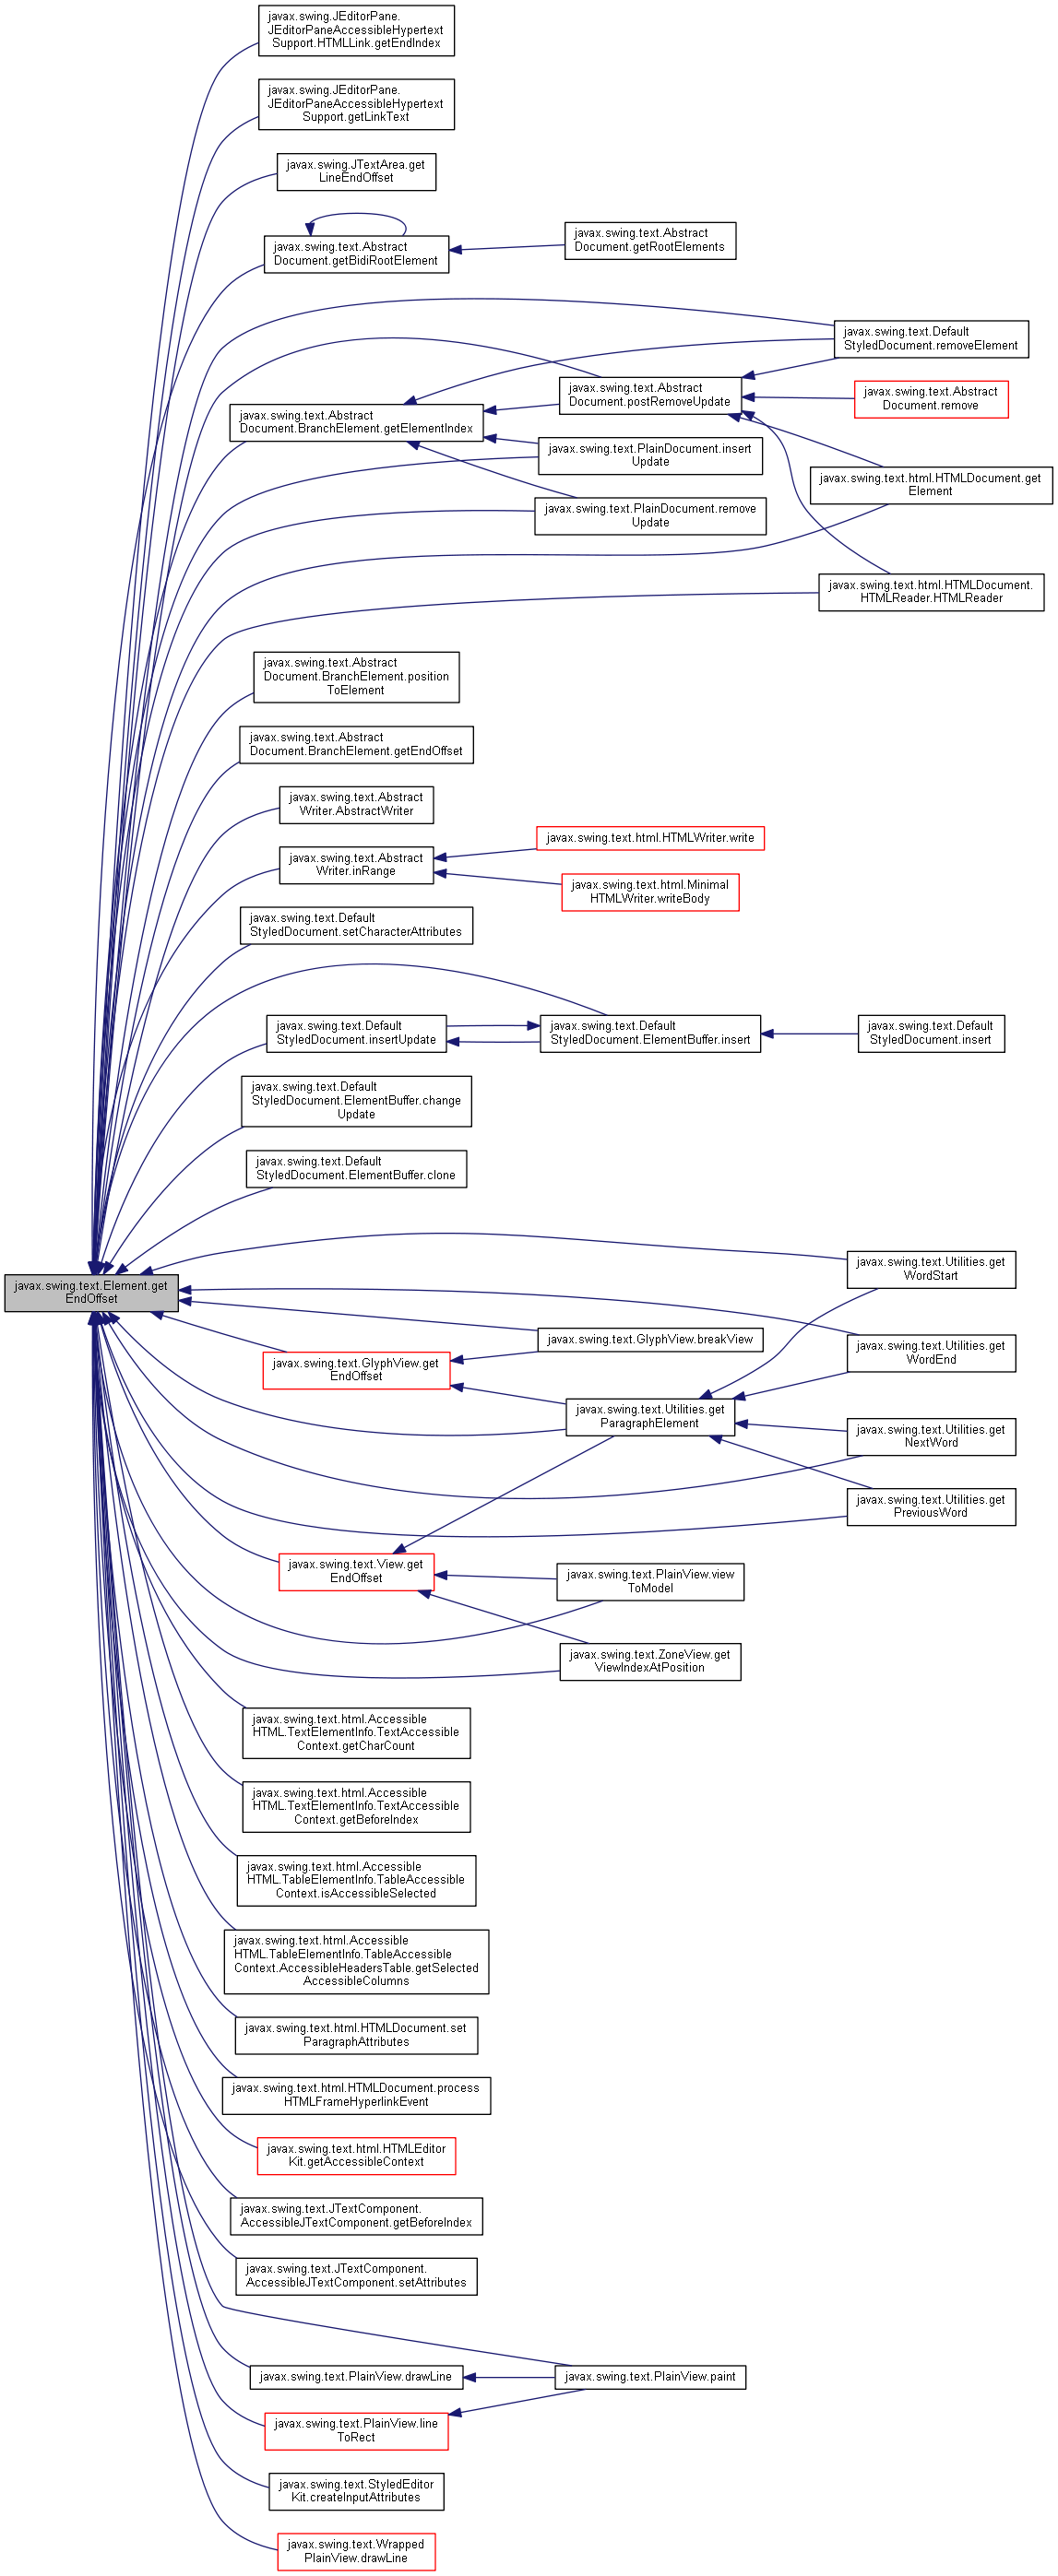 javax.swing.JEditorPane.
JEditorPaneAccessibleHypertext
Support.HTMLLink.getEndIndex
javax.swing.JEditorPane.
JEditorPaneAccessibleHypertext
Support.getLinkText
javax.swing.JTextArea.get
LineEndOffset
javax.swing.text.Abstract
Document.getBidiRootElement
javax.swing.text.Abstract
Document.getRootElements
javax.swing.text.Default
StyledDocument.removeElement
javax.swing.text.Abstract
Document.postRemoveUpdate
javax.swing.text.Abstract
Document.remove
javax.swing.text.Abstract
Document.BranchElement.getElementIndex
javax.swing.text.PlainDocument.insert
Update
javax.swing.text.html.HTMLDocument.get
Element
javax.swing.text.PlainDocument.remove
Update
javax.swing.text.html.HTMLDocument.
HTMLReader.HTMLReader
javax.swing.text.Abstract
Document.BranchElement.position
ToElement
javax.swing.text.Abstract
Document.BranchElement.getEndOffset
javax.swing.text.Abstract
Writer.AbstractWriter
javax.swing.text.Abstract
Writer.inRange
javax.swing.text.html.HTMLWriter.write
javax.swing.text.html.Minimal
HTMLWriter.writeBody
javax.swing.text.Default
StyledDocument.setCharacterAttributes
javax.swing.text.Default
StyledDocument.insertUpdate
javax.swing.text.Default
StyledDocument.ElementBuffer.insert
javax.swing.text.Default
StyledDocument.insert
javax.swing.text.Default
StyledDocument.ElementBuffer.change
Update
javax.swing.text.Default
StyledDocument.ElementBuffer.clone
javax.swing.text.Element.get
EndOffset
javax.swing.text.Utilities.get
WordStart
javax.swing.text.GlyphView.breakView
javax.swing.text.Utilities.get
WordEnd
javax.swing.text.GlyphView.get
EndOffset
javax.swing.text.Utilities.get
ParagraphElement
javax.swing.text.Utilities.get
NextWord
javax.swing.text.Utilities.get
PreviousWord
javax.swing.text.View.get
EndOffset
javax.swing.text.PlainView.view
ToModel
javax.swing.text.ZoneView.get
ViewIndexAtPosition
javax.swing.text.html.Accessible
HTML.TextElementInfo.TextAccessible
Context.getCharCount
javax.swing.text.html.Accessible
HTML.TextElementInfo.TextAccessible
Context.getBeforeIndex
javax.swing.text.html.Accessible
HTML.TableElementInfo.TableAccessible
Context.isAccessibleSelected
javax.swing.text.html.Accessible
HTML.TableElementInfo.TableAccessible
Context.AccessibleHeadersTable.getSelected
AccessibleColumns
javax.swing.text.html.HTMLDocument.set
ParagraphAttributes
javax.swing.text.html.HTMLDocument.process
HTMLFrameHyperlinkEvent
javax.swing.text.html.HTMLEditor
Kit.getAccessibleContext
javax.swing.text.JTextComponent.
AccessibleJTextComponent.getBeforeIndex
javax.swing.text.JTextComponent.
AccessibleJTextComponent.setAttributes
javax.swing.text.PlainView.drawLine
javax.swing.text.PlainView.paint
javax.swing.text.PlainView.line
ToRect
javax.swing.text.StyledEditor
Kit.createInputAttributes
javax.swing.text.Wrapped
PlainView.drawLine